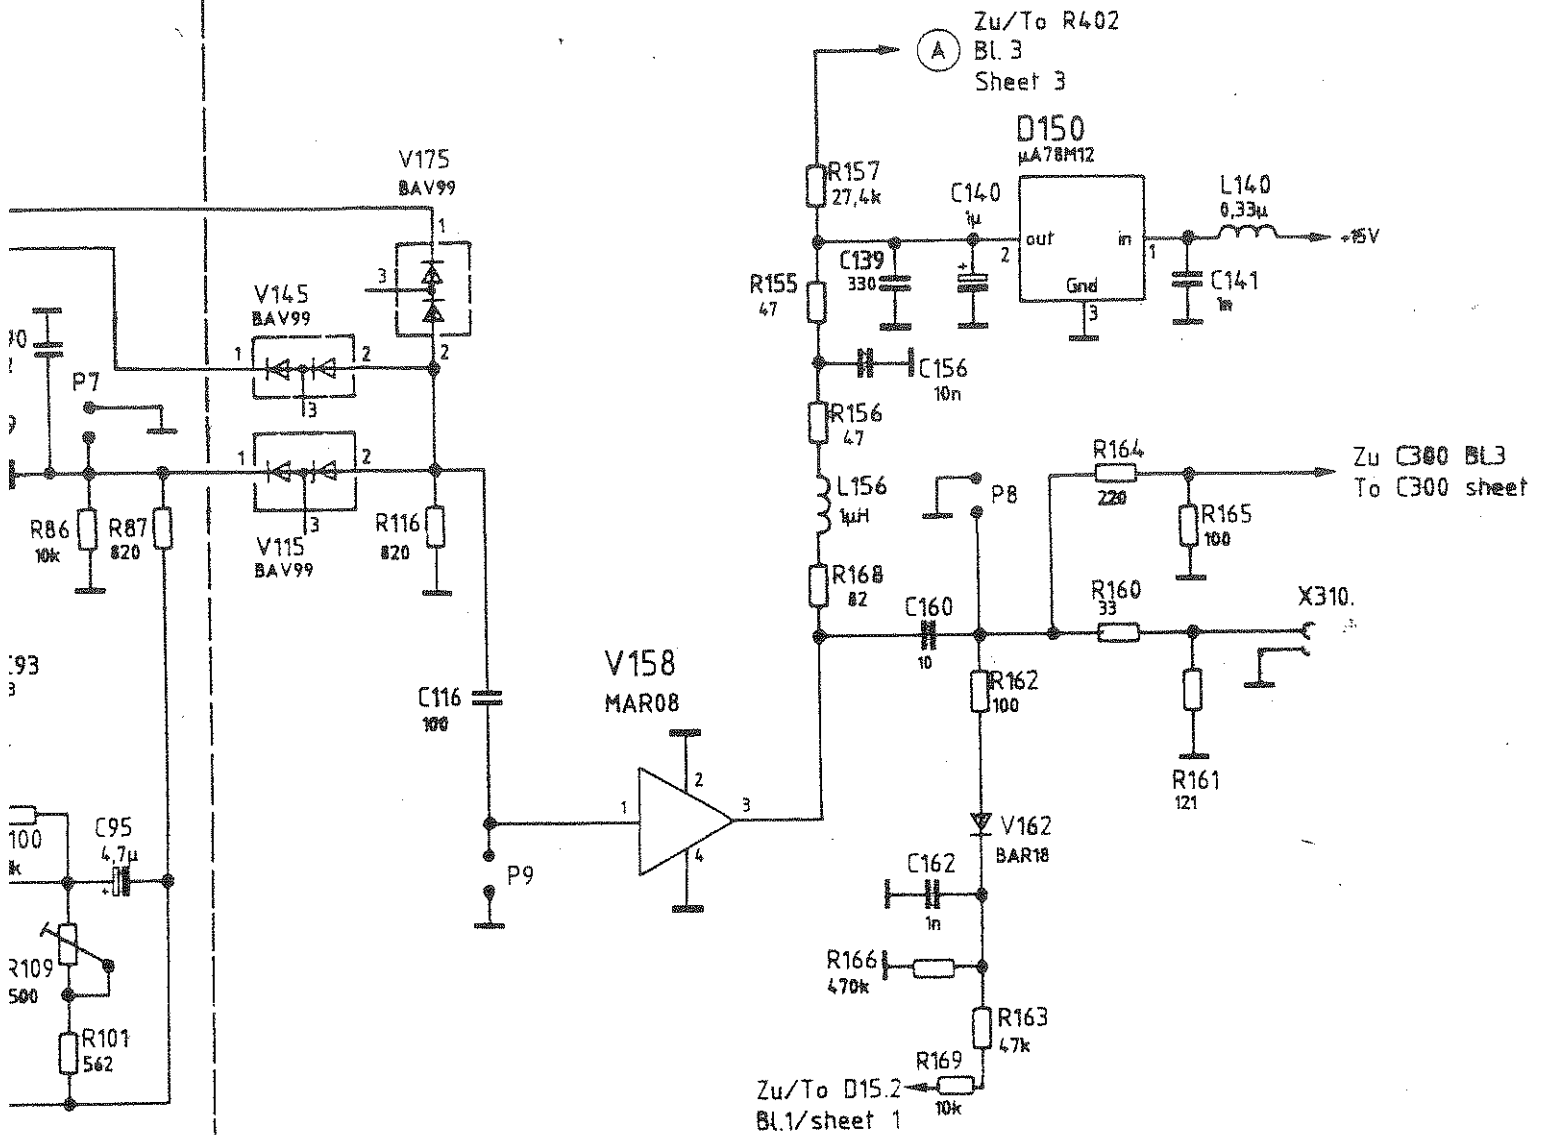 Zu/To R402
Bl. 3
Sheet 3
A
D150
µA78M12
V175
BAV99
1
3
2
R157
27,4k
C140
1µ
+
out
in
2
1
Gnd
3
L140
0,33µ
+15V
C139
330
C141
1n
R155
47
V145
BAV99
1
2
3
C156
10n
P7
R156
47
R164
220
Zu C300 Bl.3
To C300 sheet
1
2
3
V115
BAV99
L156
1µH
P8
R165
100
R86
10k
R87
820
R116
820
R168
82
C160
10
R160
33
X310.
R162
100
C93
V158
MAR08
C116
100
1
2
3
4
R161
121
100
k
C95
4,7µ
+
P9
V162
BAR18
C162
1n
R166
470k
R109
500
R163
47k
R101
562
R169
10k
Zu/To D15.2
Bl.1/sheet 1